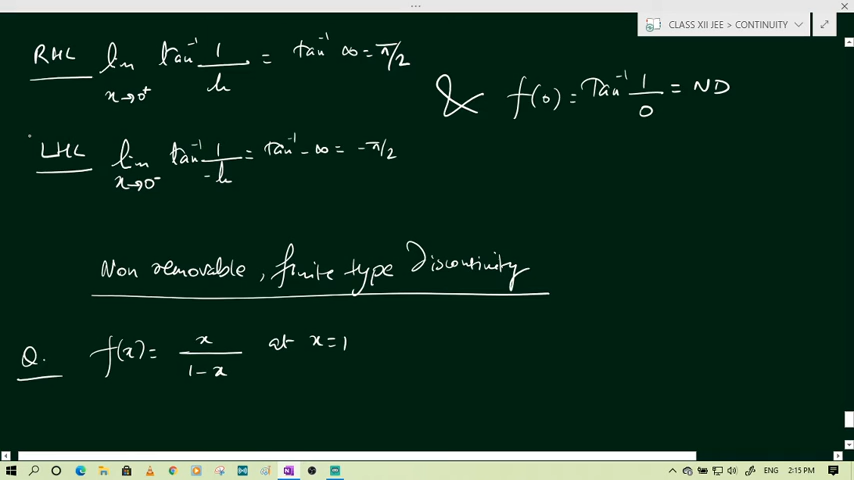 CLASS XII JEE > CONTINUITY
RHL lim x→0⁺ tan⁻¹ 1/h = tan⁻¹ ∞ = π/2
& f(0) = Tan⁻¹ 1/0 = ND
LHL lim x→0⁻ tan⁻¹ 1/-h = tan⁻¹ -∞ = -π/2
Non removable, finite type Discontinuity
Q. f(x) = x/(1-x) at x=1
ENG 2:15 PM